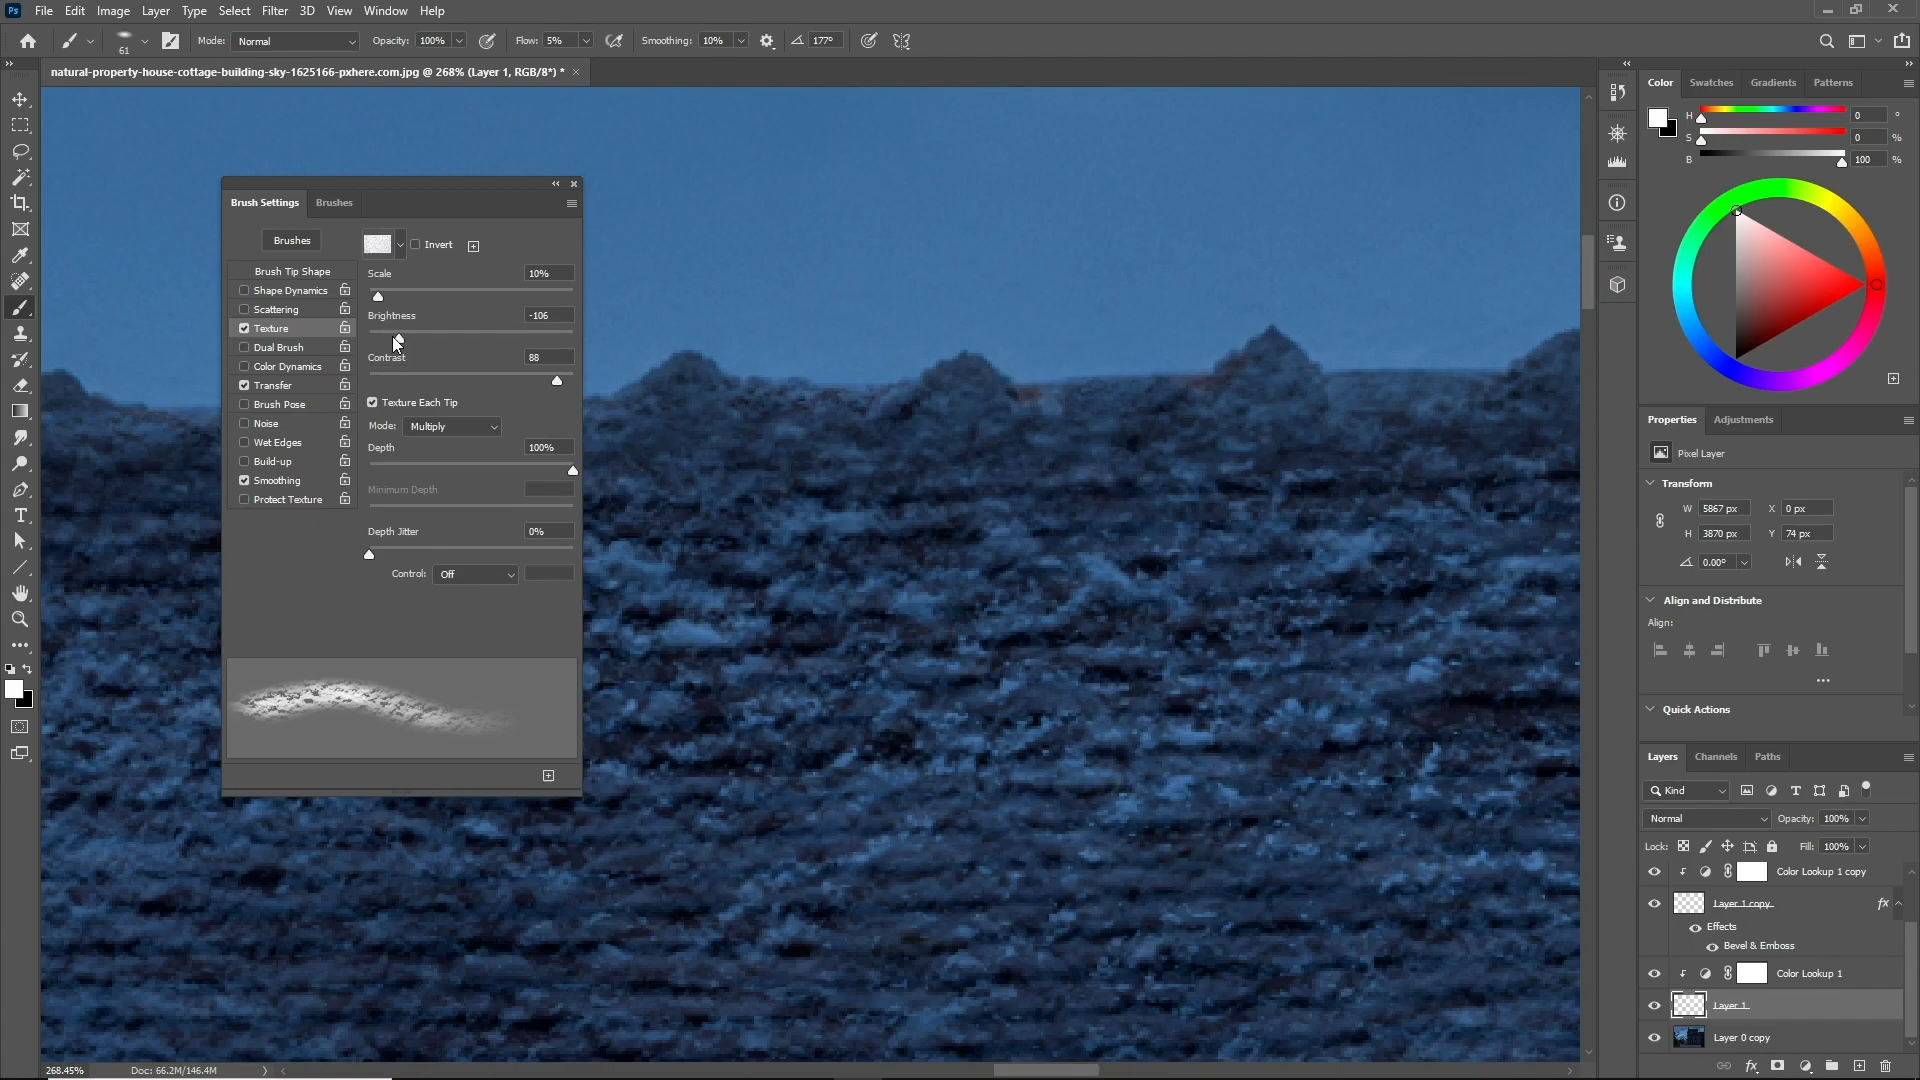 Ps File Edit Image Layer Type Select Filter 3D View Window Help
61 Mode: Normal Opacity: 100% Flow: 5% Smoothing: 10% 177°
natural-property-house-cottage-building-sky-1625166-pxhere.com.jpg @ 268% (Layer 1, RGB/8*) * ×
Brush Settings Brushes
Brushes Invert
Brush Tip Shape
Shape Dynamics
Scattering
Texture
Dual Brush
Color Dynamics
Transfer
Brush Pose
Noise
Wet Edges
Build-up
Smoothing
Protect Texture
Scale 10%
Brightness -106
Contrast 88
Texture Each Tip
Mode: Multiply
Depth 100%
Minimum Depth
Depth Jitter 0%
Control: Off
Color Swatches Gradients Patterns
H 0 °
S 0 %
B 100 %
Properties Adjustments
Pixel Layer
Transform
W 5867 px X 0 px
H 3870 px Y 74 px
0.00°
Align and Distribute
Align:
Quick Actions
Layers Channels Paths
Kind
Normal Opacity: 100%
Lock: Fill: 100%
Color Lookup 1 copy
Layer 1 copy fx
Effects
Bevel & Emboss
Color Lookup 1
Layer 1
Layer 0 copy
fx
268.45% Doc: 66.2M/146.4M